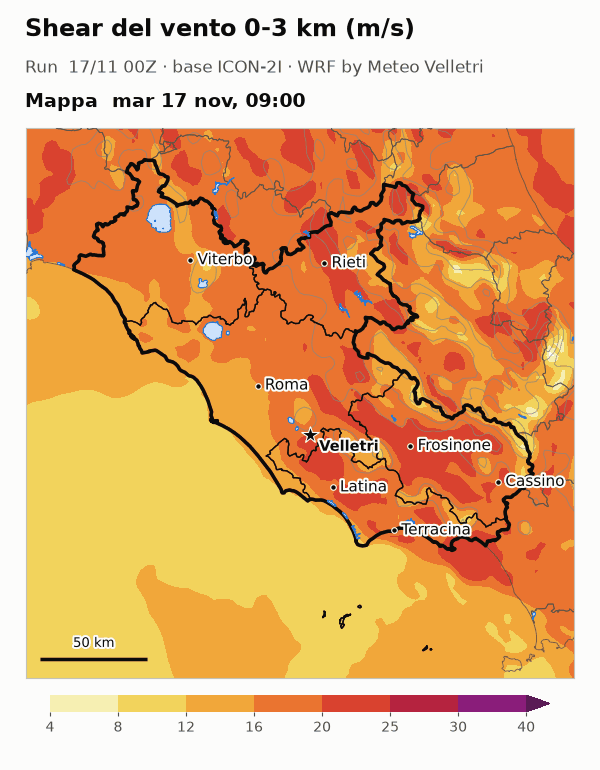 Shear del vento 0-3 km (m/s)
Run  17/11 00Z · base ICON-2I · WRF by Meteo Velletri
Mappa  mar 17 nov, 09:00
Viterbo
Rieti
Roma
Velletri
Frosinone
Latina
Cassino
Terracina
50 km
4 8 12 16 20 25 30 40